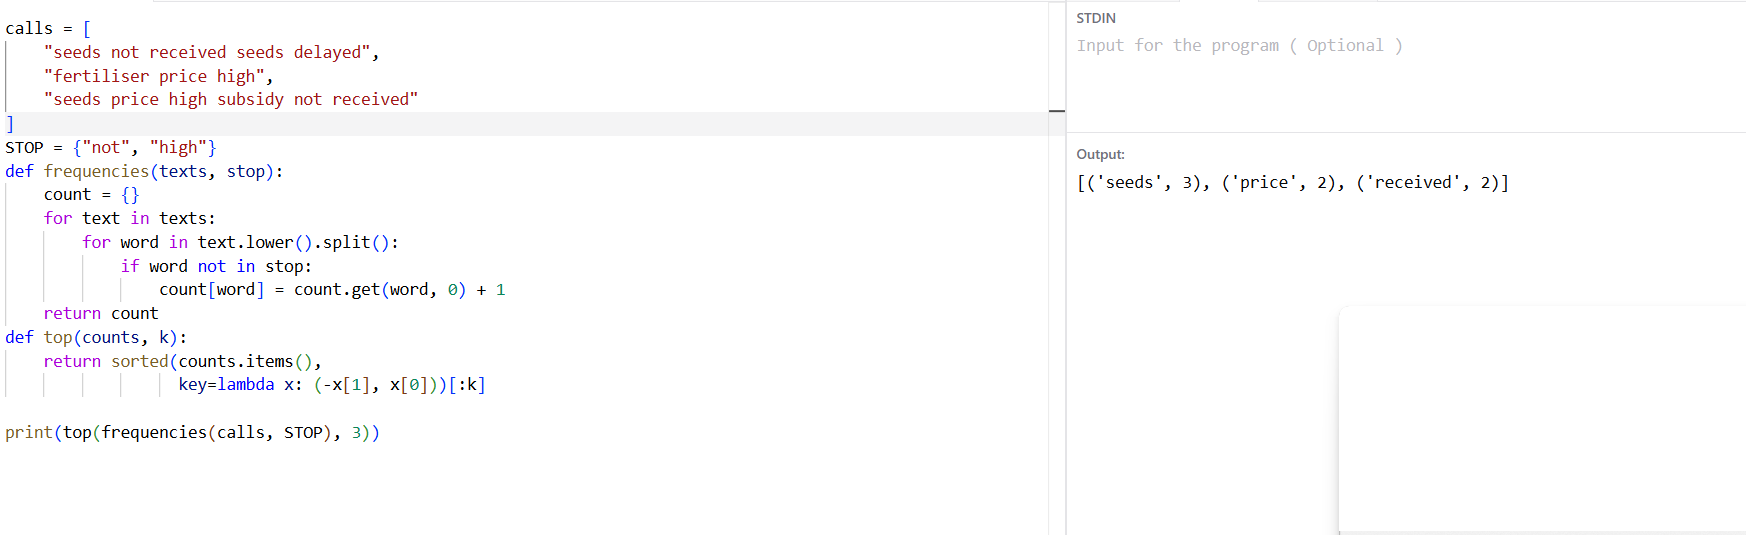 calls = [
    "seeds not received seeds delayed",
    "fertiliser price high",
    "seeds price high subsidy not received"
]
STOP = {"not", "high"}
def frequencies(texts, stop):
    count = {}
    for text in texts:
        for word in text.lower().split():
            if word not in stop:
                count[word] = count.get(word, 0) + 1
    return count
def top(counts, k):
    return sorted(counts.items(),
                  key=lambda x: (-x[1], x[0]))[:k]

print(top(frequencies(calls, STOP), 3))
STDIN
Input for the program ( Optional )
Output:
[('seeds', 3), ('price', 2), ('received', 2)]